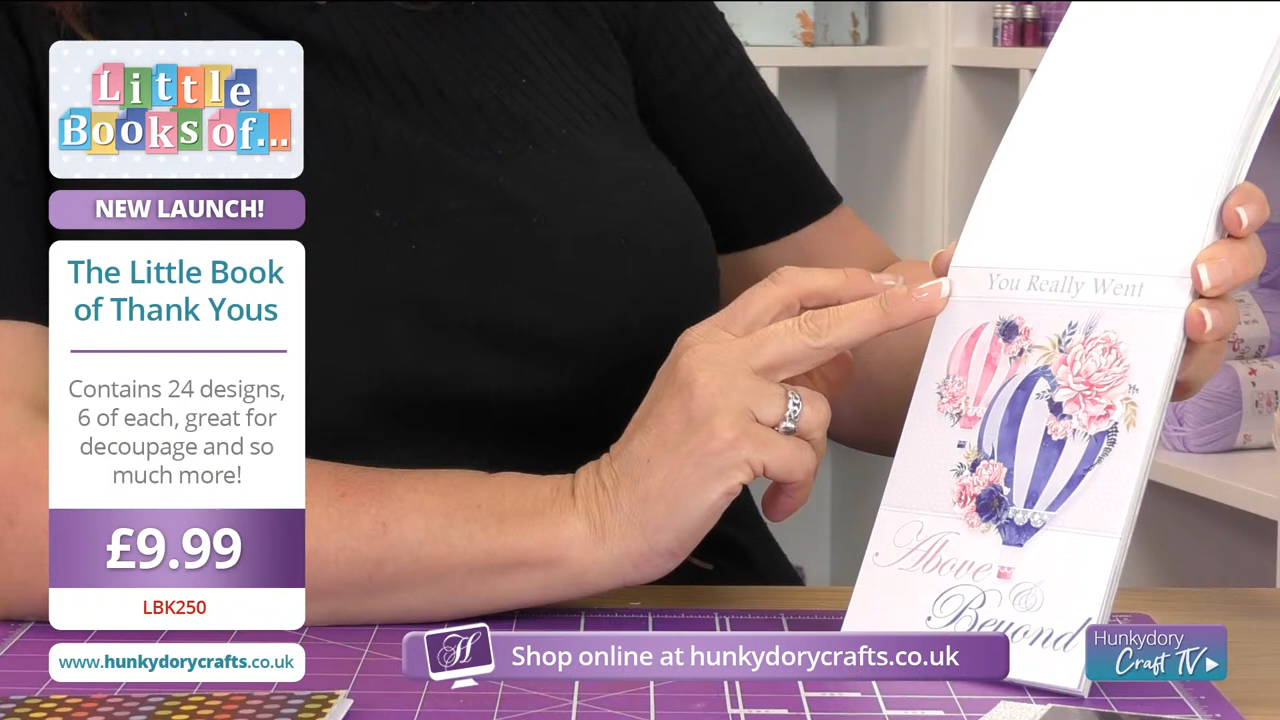 Little
Books of...
NEW LAUNCH!
The Little Book
of Thank Yous
Contains 24 designs,
6 of each, great for
decoupage and so
much more!
£9.99
LBK250
www.hunkydorycrafts.co.uk
You Really Went
Above
&
Beyond
H
Shop online at hunkydorycrafts.co.uk
Hunkydory
Craft TV